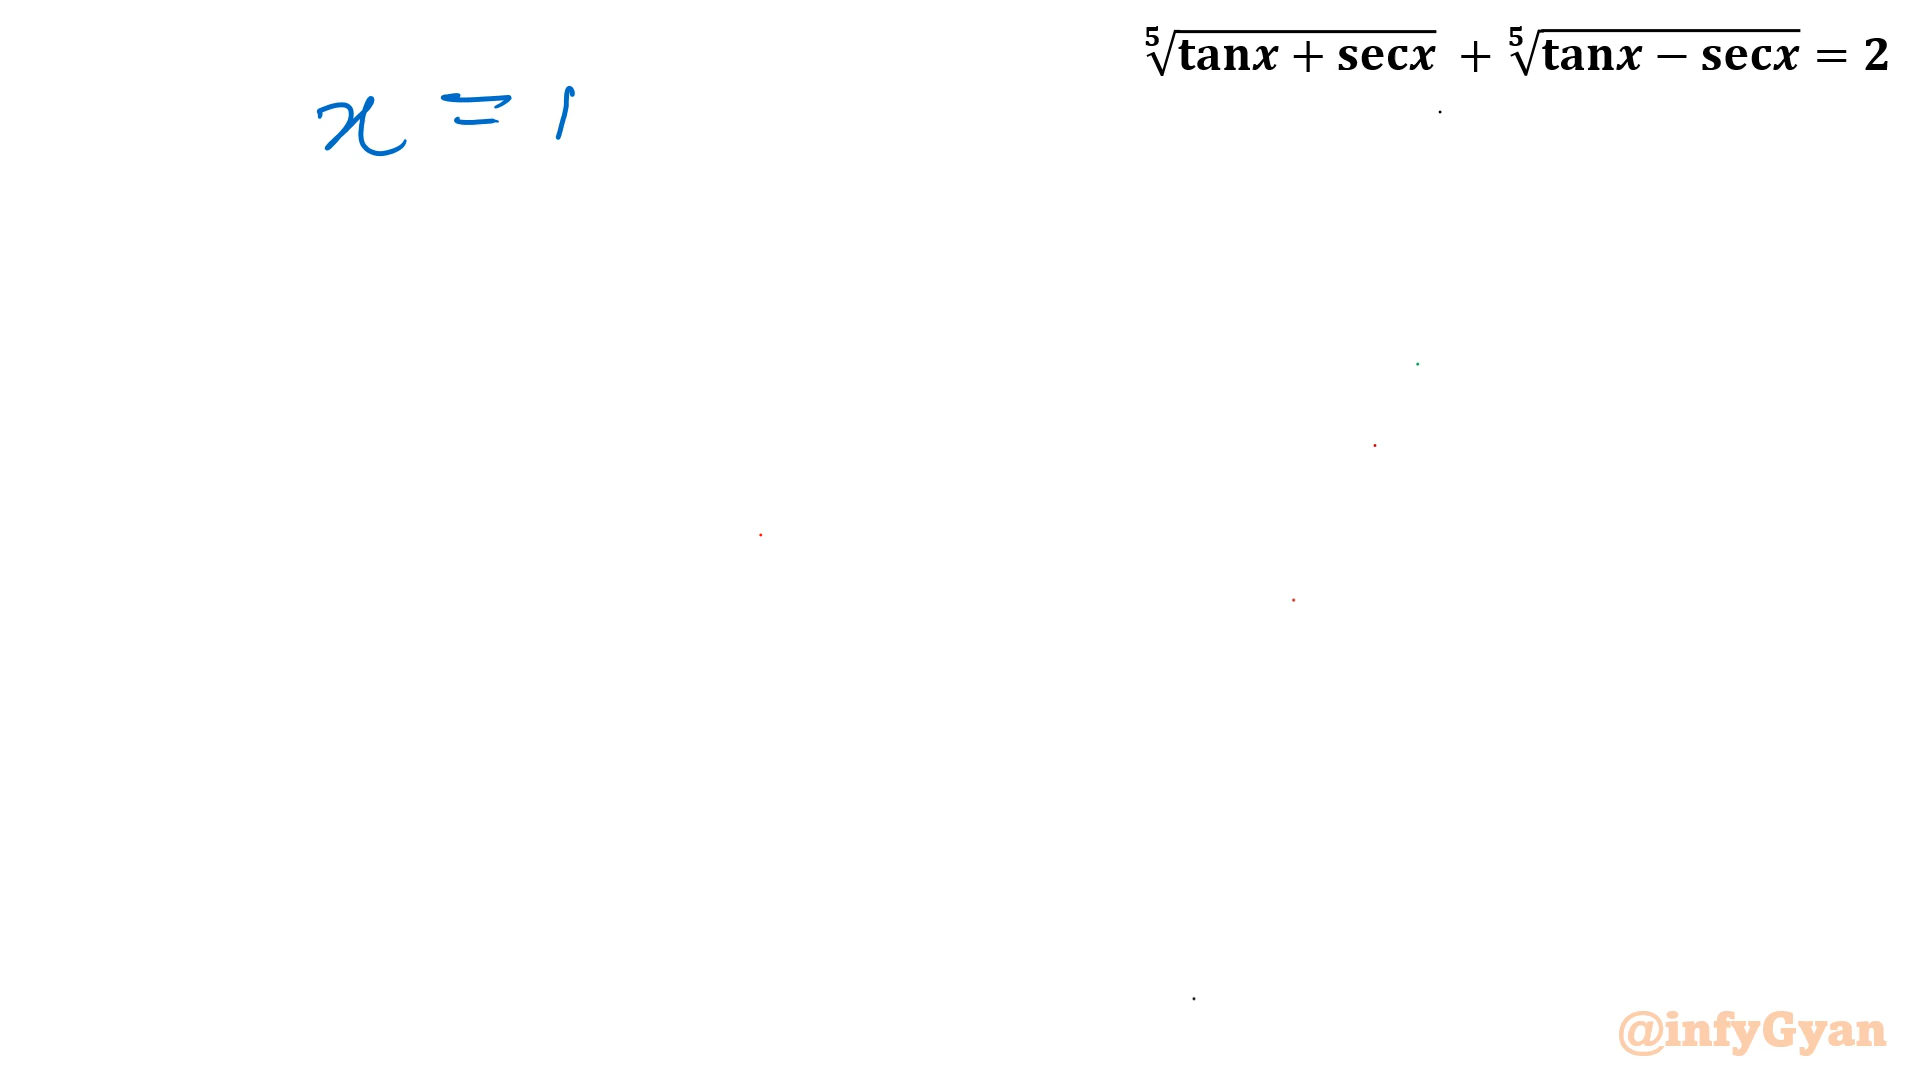 ⁵√(tanx + secx) + ⁵√(tanx − secx) = 2
x = 1
@infyGyan